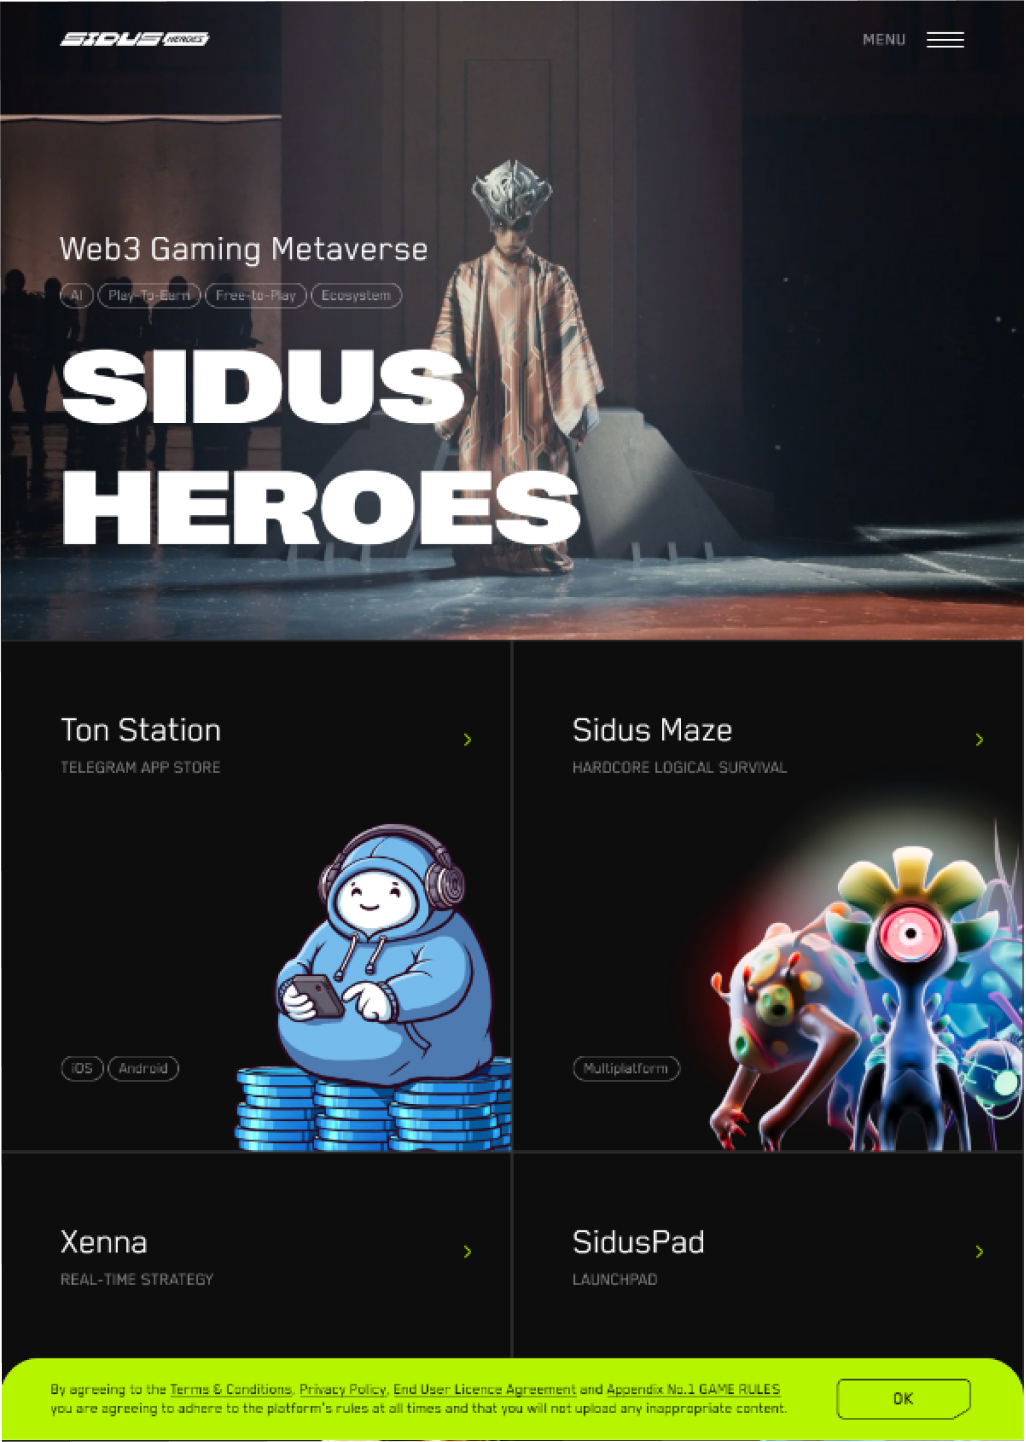 SIDUS HEROES
MENU
Web3 Gaming Metaverse
AI Play-To-Earn Free-to-Play Ecosystem
SIDUS
HEROES
Ton Station
TELEGRAM APP STORE
iOS Android
Sidus Maze
HARDCORE LOGICAL SURVIVAL
Multiplatform
Xenna
REAL-TIME STRATEGY
SidusPad
LAUNCHPAD
By agreeing to the Terms & Conditions, Privacy Policy, End User Licence Agreement and Appendix No.1 GAME RULES
you are agreeing to adhere to the platform's rules at all times and that you will not upload any inappropriate content.
OK